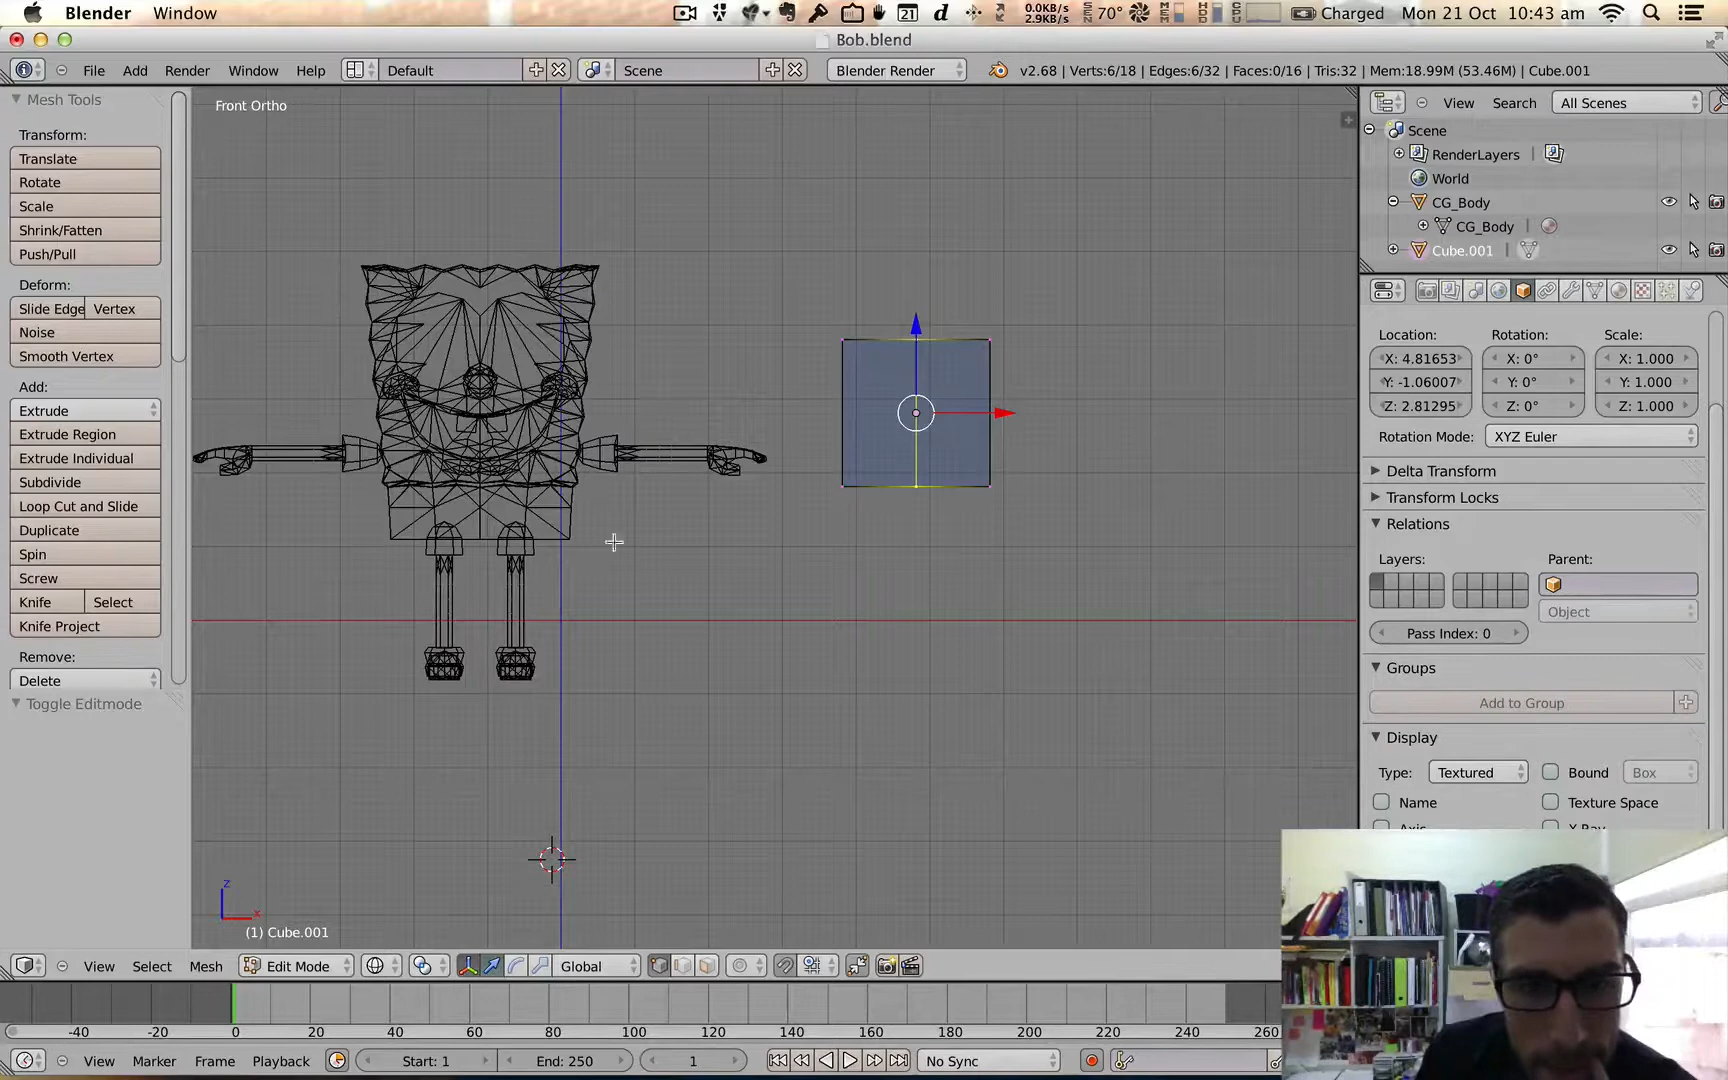 Blender Window 21 d 0.0KB/s 2.9KB/s SEN 70° MEM HDD CPU Charged Mon 21 Oct 10:43 am
Bob.blend
File Add Render Window Help Default Scene Blender Render v2.68 | Verts:6/18 | Edges:6/32 | Faces:0/16 | Tris:32 | Mem:18.99M (53.46M) | Cube.001
Mesh Tools
Transform:
Translate
Rotate
Scale
Shrink/Fatten
Push/Pull
Deform:
Slide Edge Vertex
Noise
Smooth Vertex
Add:
Extrude
Extrude Region
Extrude Individual
Subdivide
Loop Cut and Slide
Duplicate
Spin
Screw
Knife Select
Knife Project
Remove:
Delete
Toggle Editmode
Front Ortho
z
x
(1) Cube.001
View Search All Scenes
Scene
RenderLayers |
World
CG_Body
CG_Body |
Cube.001 |
Location: Rotation: Scale:
X: 4.81653 X: 0° X: 1.000
Y: -1.06007 Y: 0° Y: 1.000
Z: 2.81295 Z: 0° Z: 1.000
Rotation Mode: XYZ Euler
Delta Transform
Transform Locks
Relations
Layers: Parent:
Object
Pass Index: 0
Groups
Add to Group
Display
Type: Textured Bound Box
Name Texture Space
View Select Mesh Edit Mode Global
-40 -20 0 20 40 60 80 100 120 140 160 180 200 220 240 260
View Marker Frame Playback Start: 1 End: 250 1 No Sync